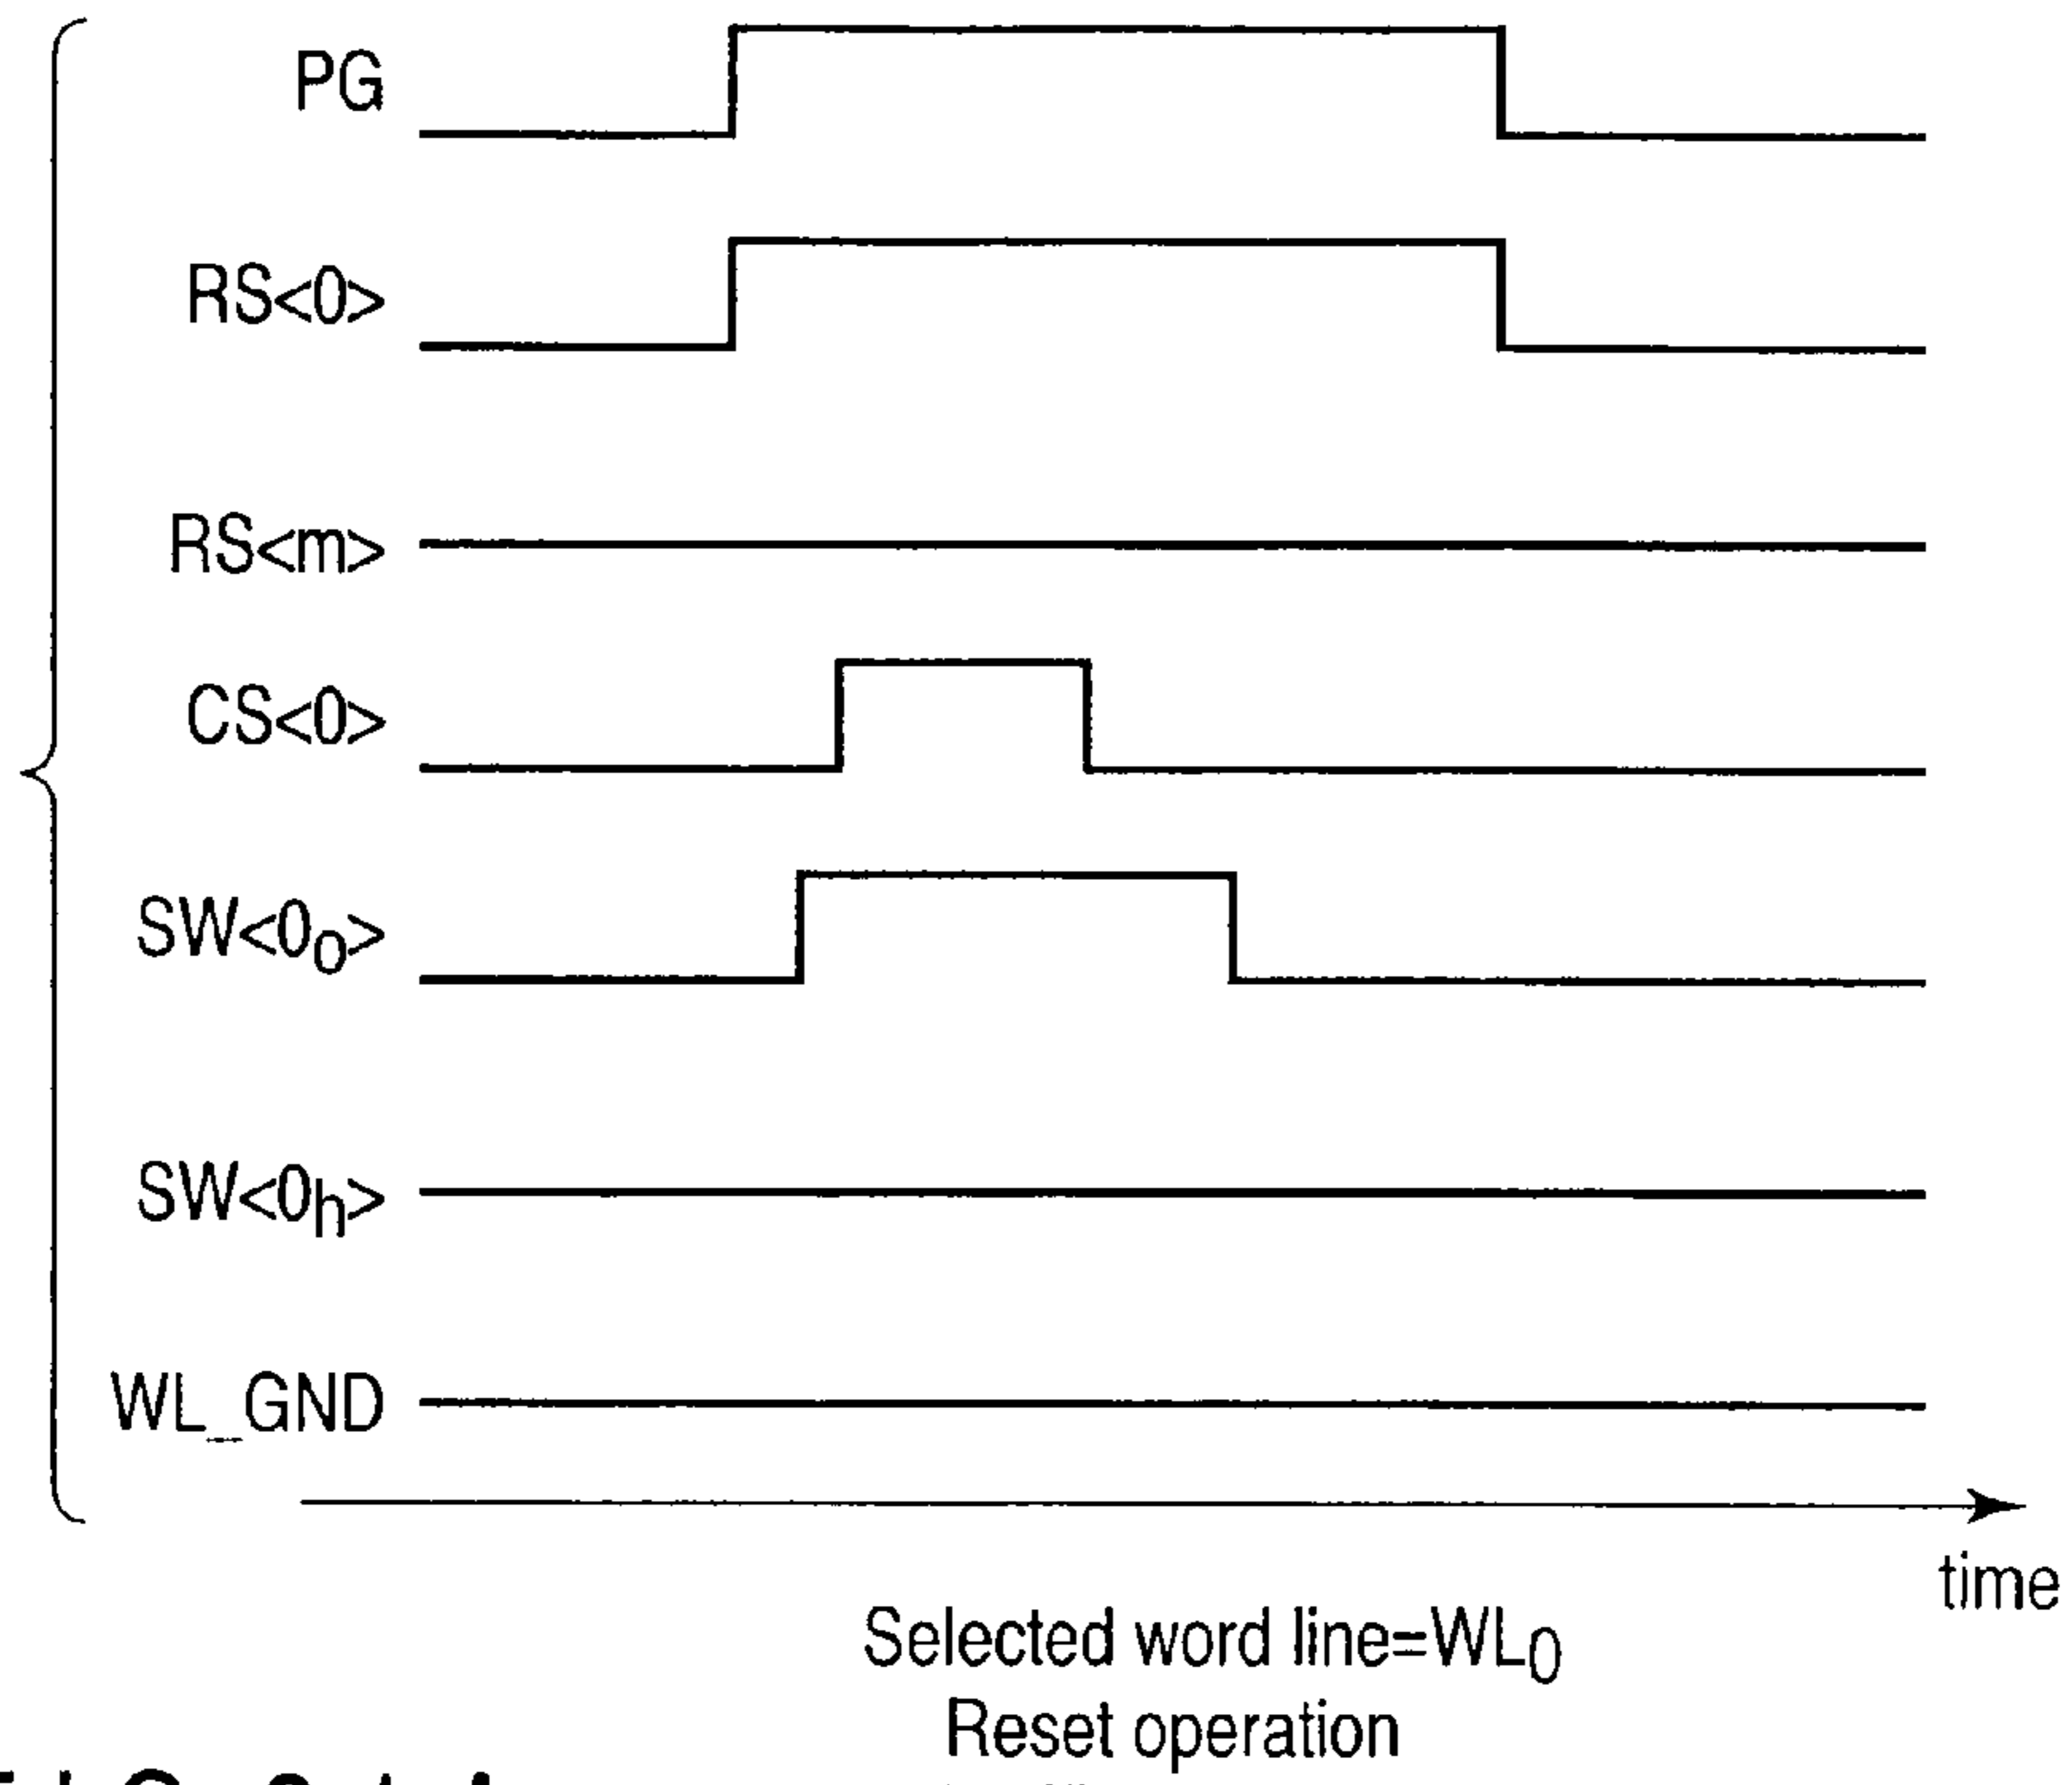 PG
RS<0>
RS<m>
CS<0>
SW<0o>
SW<0h>
WL_GND
time
Selected word line=WL0
Reset operation